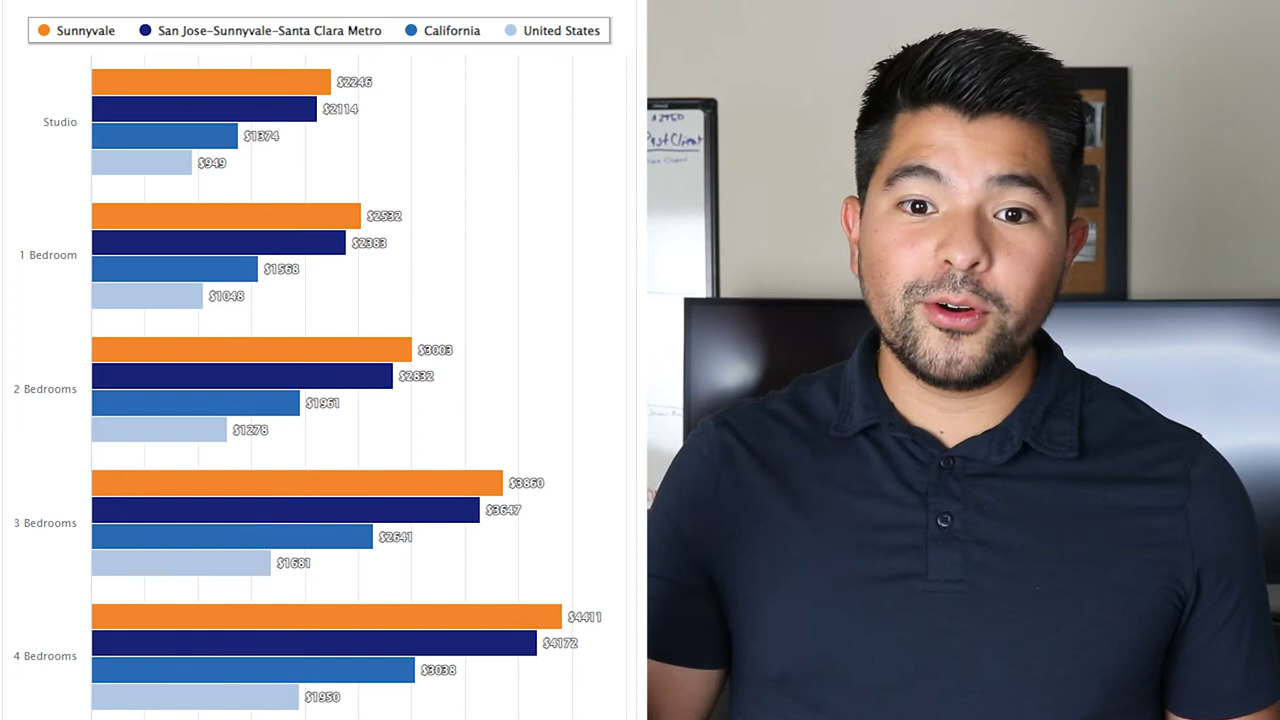 Sunnyvale San Jose-Sunnyvale-Santa Clara Metro California United States
Studio
$2246
$2114
$1374
$949
1 Bedroom
$2532
$2383
$1568
$1048
2 Bedrooms
$3003
$2832
$1961
$1278
3 Bedrooms
$3860
$3647
$2641
$1681
4 Bedrooms
$4411
$4172
$3038
$1950
Past Client